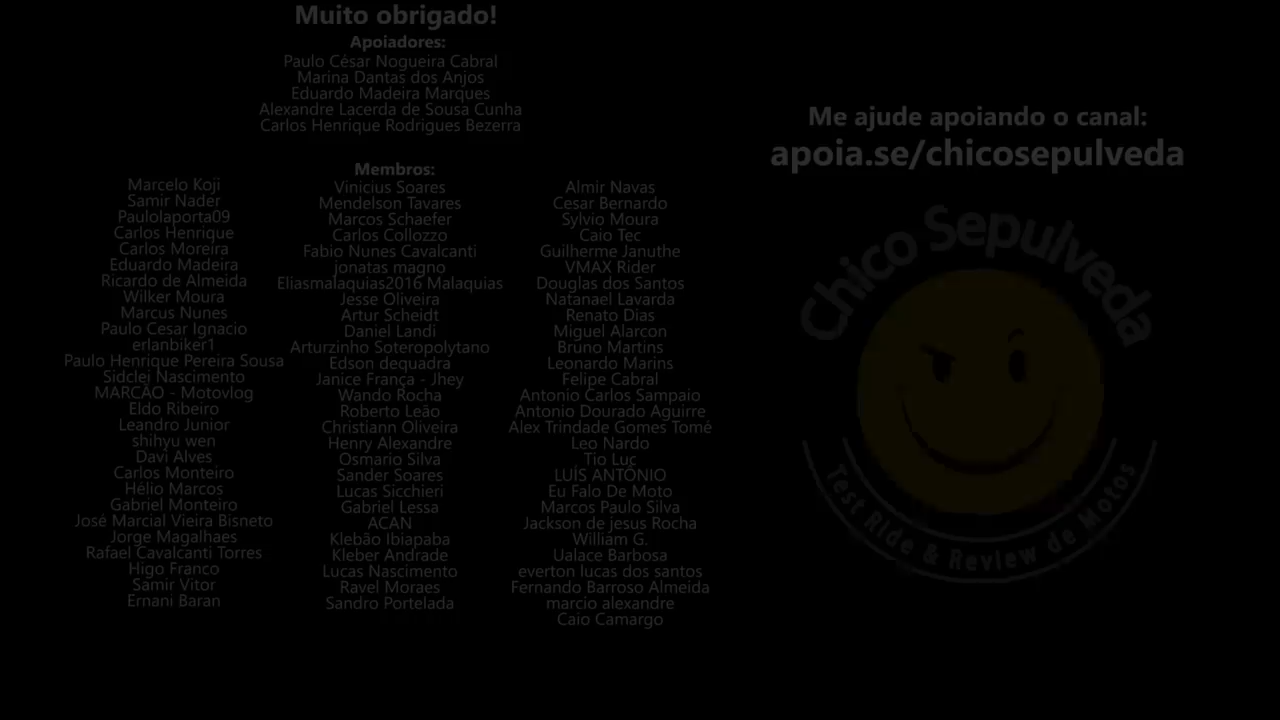 Muito obrigado!
Apoiadores:
Paulo César Nogueira Cabral
Marina Dantas dos Anjos
Eduardo Madeira Marques
Alexandre Lacerda de Sousa Cunha
Carlos Henrique Rodrigues Bezerra
Membros:
Marcelo Koji
Samir Nader
Paulolaporta09
Carlos Henrique
Carlos Moreira
Eduardo Madeira
Ricardo de Almeida
Wilker Moura
Marcus Nunes
Paulo Cesar Ignacio
erlanbiker1
Paulo Henrique Pereira Sousa
Sidclei Nascimento
MARCÃO - Motovlog
Eldo Ribeiro
Leandro Junior
shihyu wen
Davi Alves
Carlos Monteiro
Hélio Marcos
Gabriel Monteiro
José Marcial Vieira Bisneto
Jorge Magalhaes
Rafael Cavalcanti Torres
Higo Franco
Samir Vitor
Ernani Baran
Vinicius Soares
Mendelson Tavares
Marcos Schaefer
Carlos Collozzo
Fabio Nunes Cavalcanti
jonatas magno
Eliasmalaquias2016 Malaquias
Jesse Oliveira
Artur Scheidt
Daniel Landi
Arturzinho Soteropolytano
Edson dequadra
Janice França - Jhey
Wando Rocha
Roberto Leão
Christiann Oliveira
Henry Alexandre
Osmario Silva
Sander Soares
Lucas Sicchieri
Gabriel Lessa
ACAN
Klebão Ibiapaba
Kleber Andrade
Lucas Nascimento
Ravel Moraes
Sandro Portelada
Almir Navas
Cesar Bernardo
Sylvio Moura
Caio Tec
Guilherme Januthe
VMAX Rider
Douglas dos Santos
Natanael Lavarda
Renato Dias
Miguel Alarcon
Bruno Martins
Leonardo Marins
Felipe Cabral
Antonio Carlos Sampaio
Antonio Dourado Aguirre
Alex Trindade Gomes Tomé
Leo Nardo
Tio Luc
LUÍS ANTÔNIO
Eu Falo De Moto
Marcos Paulo Silva
Jackson de jesus Rocha
William G.
Ualace Barbosa
everton lucas dos santos
Fernando Barroso Almeida
marcio alexandre
Caio Camargo
Me ajude apoiando o canal:
apoia.se/chicosepulveda
Chico Sepulveda
Test Ride & Review de Motos